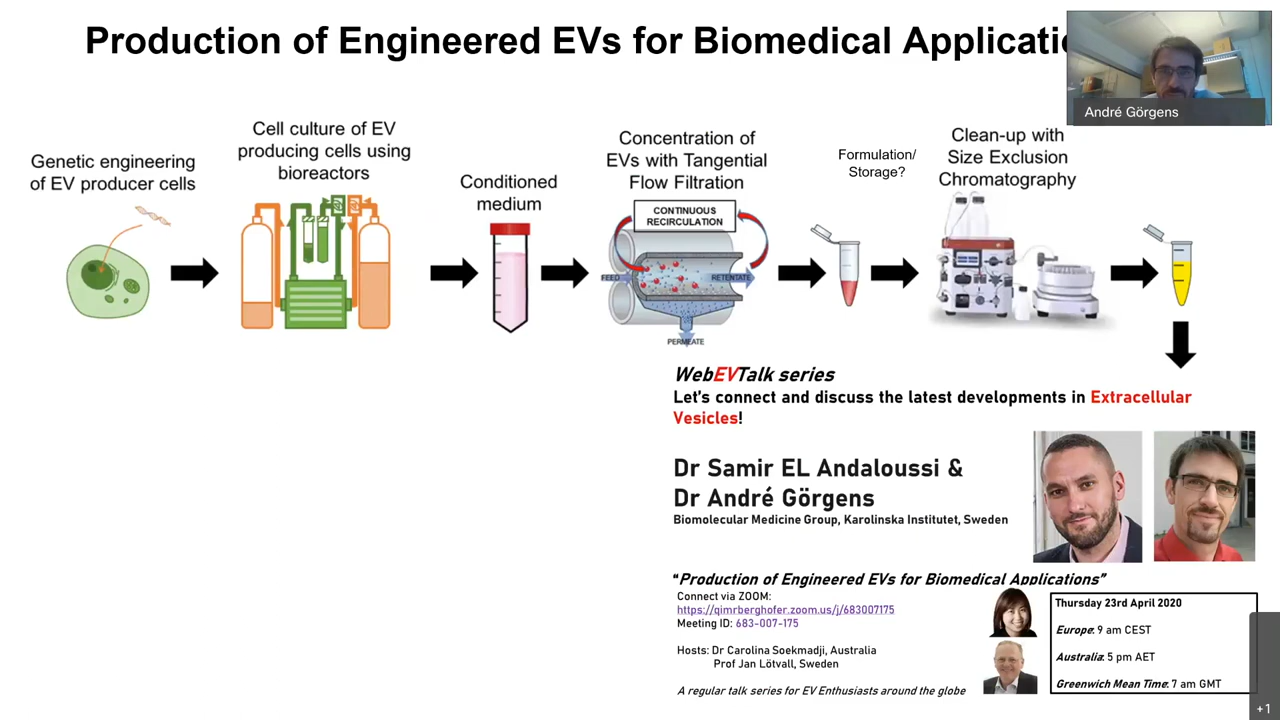 Production of Engineered EVs for Biomedical Applicatio
André Görgens
Genetic engineering
of EV producer cells
Cell culture of EV
producing cells using
bioreactors
Conditioned
medium
Concentration of
EVs with Tangential
Flow Filtration
CONTINUOUS
RECIRCULATION
FEED
RETENTATE
PERMEATE
Formulation/
Storage?
Clean-up with
Size Exclusion
Chromatography
WebEVTalk series
Let's connect and discuss the latest developments in Extracellular
Vesicles!
Dr Samir EL Andaloussi &
Dr André Görgens
Biomolecular Medicine Group, Karolinska Institutet, Sweden
“Production of Engineered EVs for Biomedical Applications”
Connect via ZOOM:
https://qimrberghofer.zoom.us/j/683007175
Meeting ID: 683-007-175
Hosts: Dr Carolina Soekmadji, Australia
Prof Jan Lötvall, Sweden
A regular talk series for EV Enthusiasts around the globe
Thursday 23rd April 2020
Europe: 9 am CEST
Australia: 5 pm AET
Greenwich Mean Time: 7 am GMT
+1